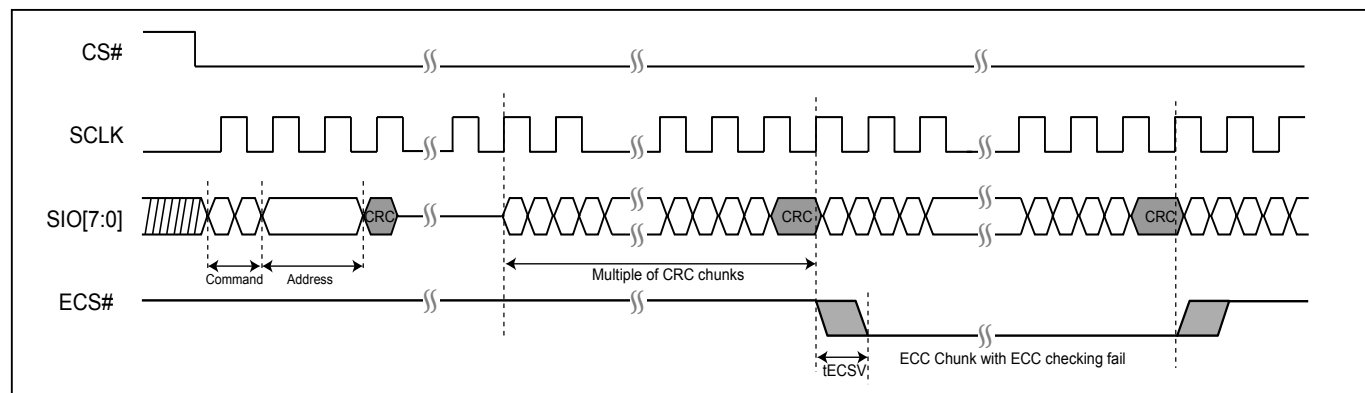 CS#
SCLK
SIO[7:0]
CRC
CRC
CRC
Command
Address
Multiple of CRC chunks
ECS#
tECSV
ECC Chunk with ECC checking fail